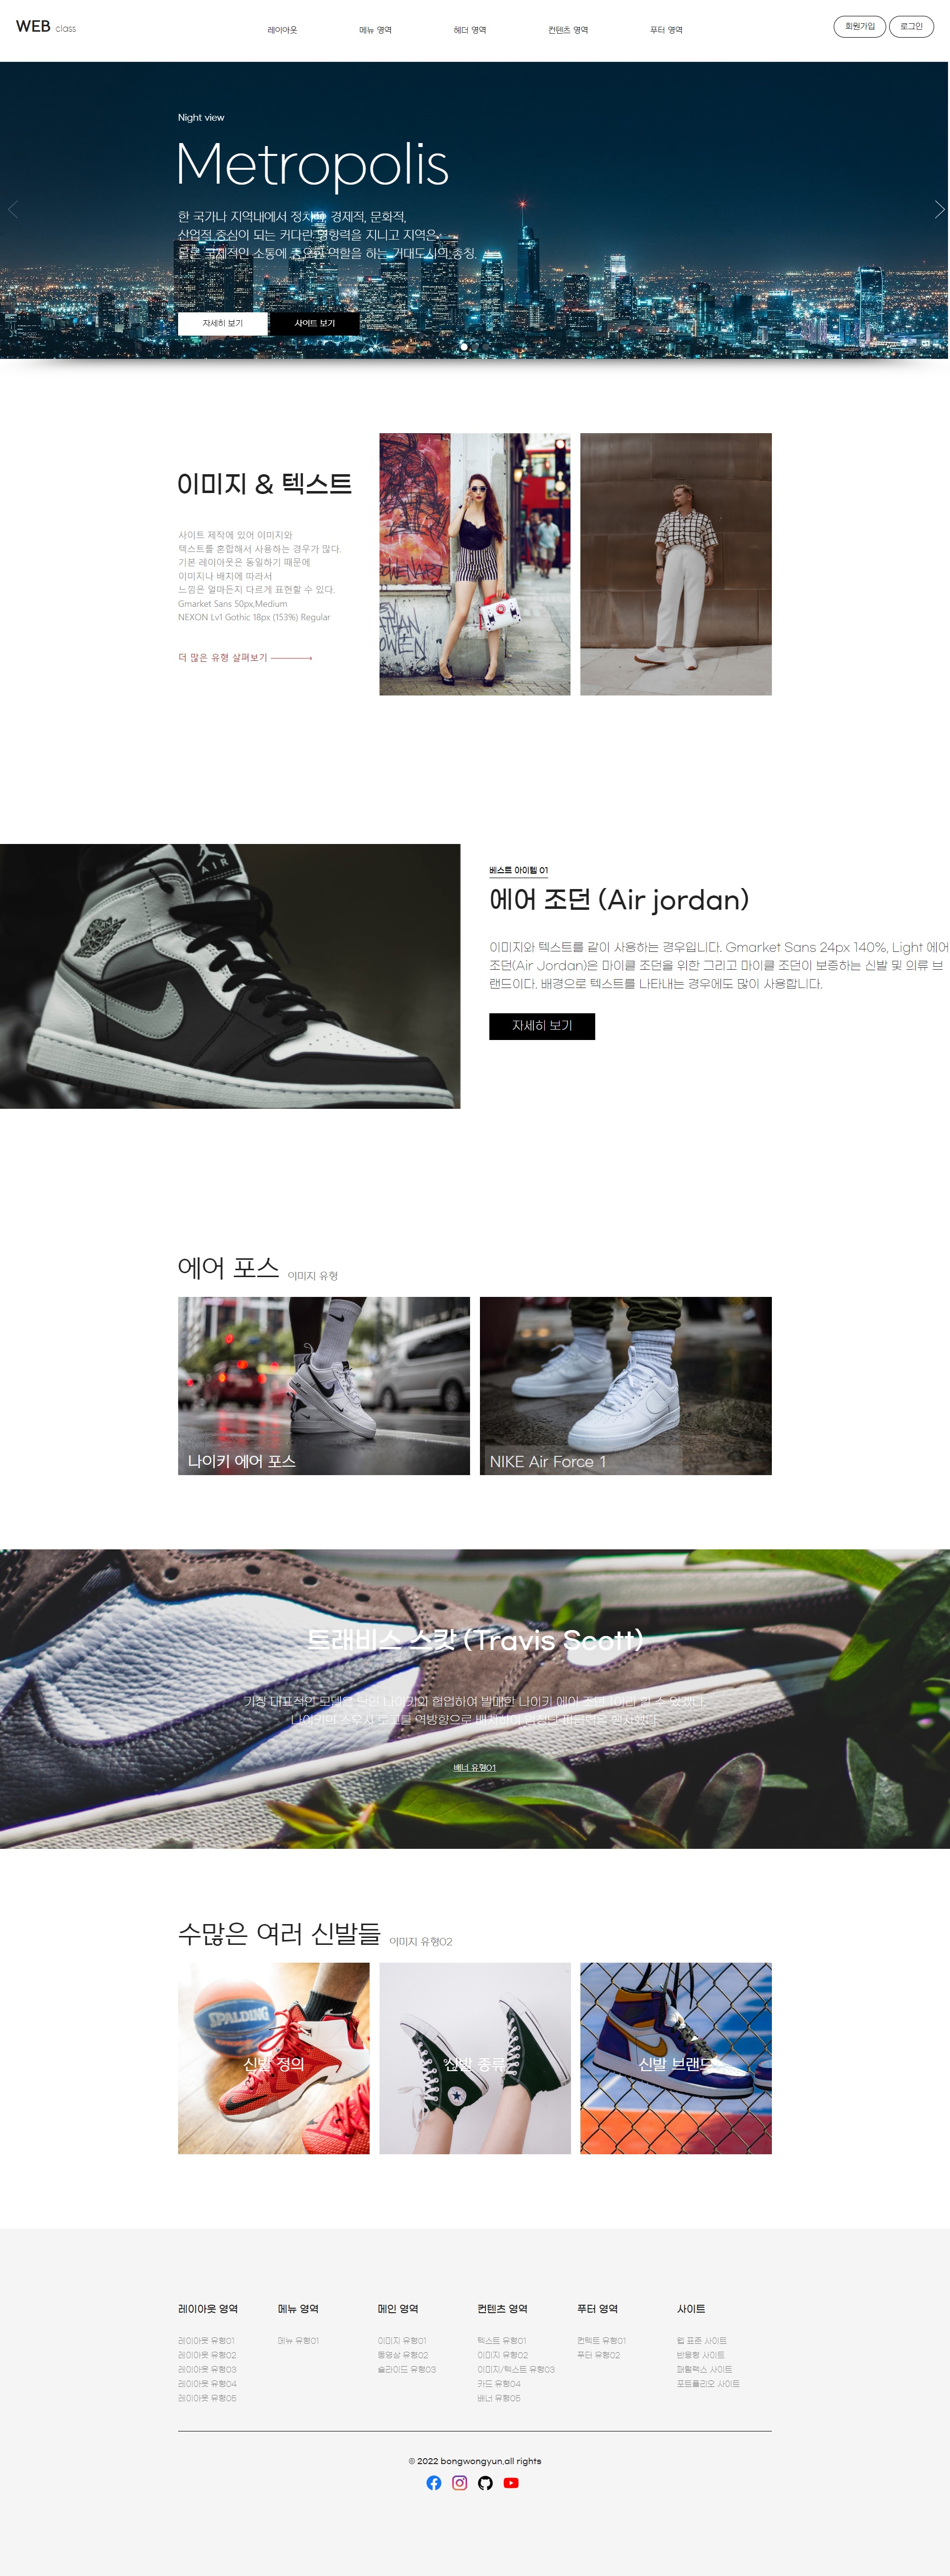 WEB class
레이아웃
메뉴 영역
헤더 영역
컨텐츠 영역
푸터 영역
회원가입
로그인
Night view
Metropolis
한 국가나 지역내에서 정치적, 경제적, 문화적,
산업적 중심이 되는 커다란 영향력을 지니고 지역은
물론 국제적인 소통에 중요한 역할을 하는 거대도시의 총칭.
자세히 보기
사이트 보기
이미지 & 텍스트
사이트 제작에 있어 이미지와
텍스트를 혼합해서 사용하는 경우가 많다.
기본 레이아웃은 동일하기 때문에
이미지나 배치에 따라서
느낌은 얼마든지 다르게 표현할 수 있다.
Gmarket Sans 50px,Medium
NEXON Lv1 Gothic 18px (153%) Regular
더 많은 유형 살펴보기
AIR
베스트 아이템 01
에어 조던 (Air jordan)
이미지와 텍스트를 같이 사용하는 경우입니다. Gmarket Sans 24px 140%, Light 에어
조던(Air Jordan)은 마이클 조던을 위한 그리고 마이클 조던이 보증하는 신발 및 의류 브
랜드이다. 배경으로 텍스트를 나타내는 경우에도 많이 사용합니다.
자세히 보기
에어 포스 이미지 유형
나이키 에어 포스
NIKE Air Force 1
트래비스 스캇 (Travis Scott)
가장 대표적인 모델로 단연 나이키와 협업하여 발매한 나이키 에어 조던 1이라 할 수 있겠다.
나이키의 스우시 로고를 역방향으로 배치하여 엄청난 파급력을 행사했다.
배너 유형01
수많은 여러 신발들 이미지 유형02
SPALDING
신발 정의
신발 종류
신발 브랜드
레이아웃 영역
레이아웃 유형01
레이아웃 유형02
레이아웃 유형03
레이아웃 유형04
레이아웃 유형05
메뉴 영역
메뉴 유형01
메인 영역
이미지 유형01
동영상 유형02
슬라이드 유형03
컨텐츠 영역
텍스트 유형01
이미지 유형02
이미지/텍스트 유형03
카드 유형04
배너 유형05
푸터 영역
컨텍트 유형01
푸터 유형02
사이트
웹 표준 사이트
반응형 사이트
패럴랙스 사이트
포트폴리오 사이트
© 2022 bongwongyun.all rights